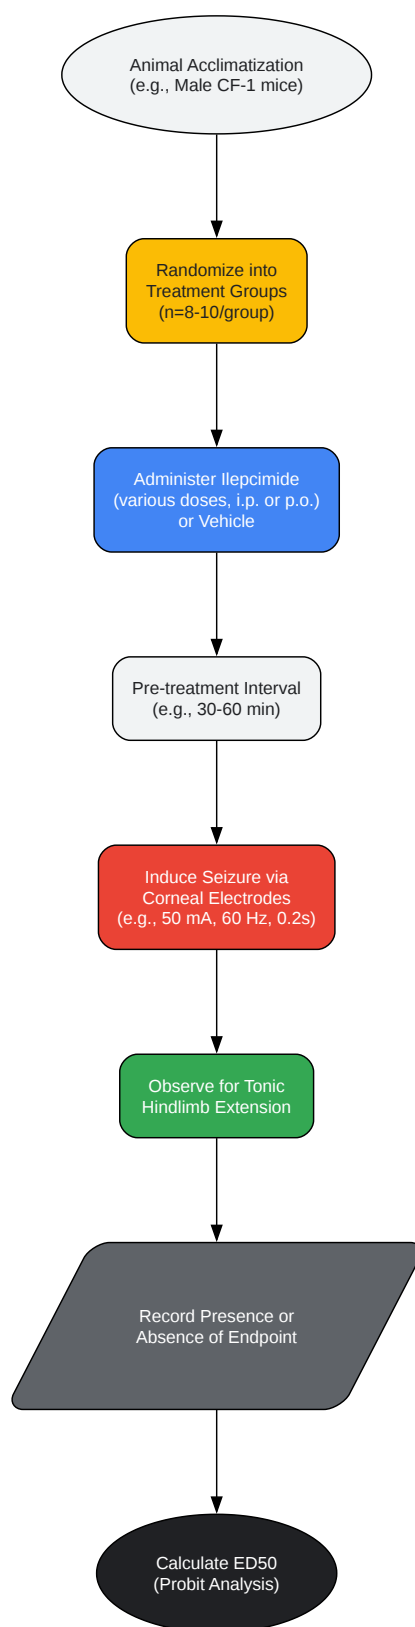 Animal Acclimatization
(e.g., Male CF-1 mice)
Randomize into
Treatment Groups
(n=8-10/group)
Administer Ilepcimide
(various doses, i.p. or p.o.)
or Vehicle
Pre-treatment Interval
(e.g., 30-60 min)
Induce Seizure via
Corneal Electrodes
(e.g., 50 mA, 60 Hz, 0.2s)
Observe for Tonic
Hindlimb Extension
Record Presence or
Absence of Endpoint
Calculate ED50
(Probit Analysis)